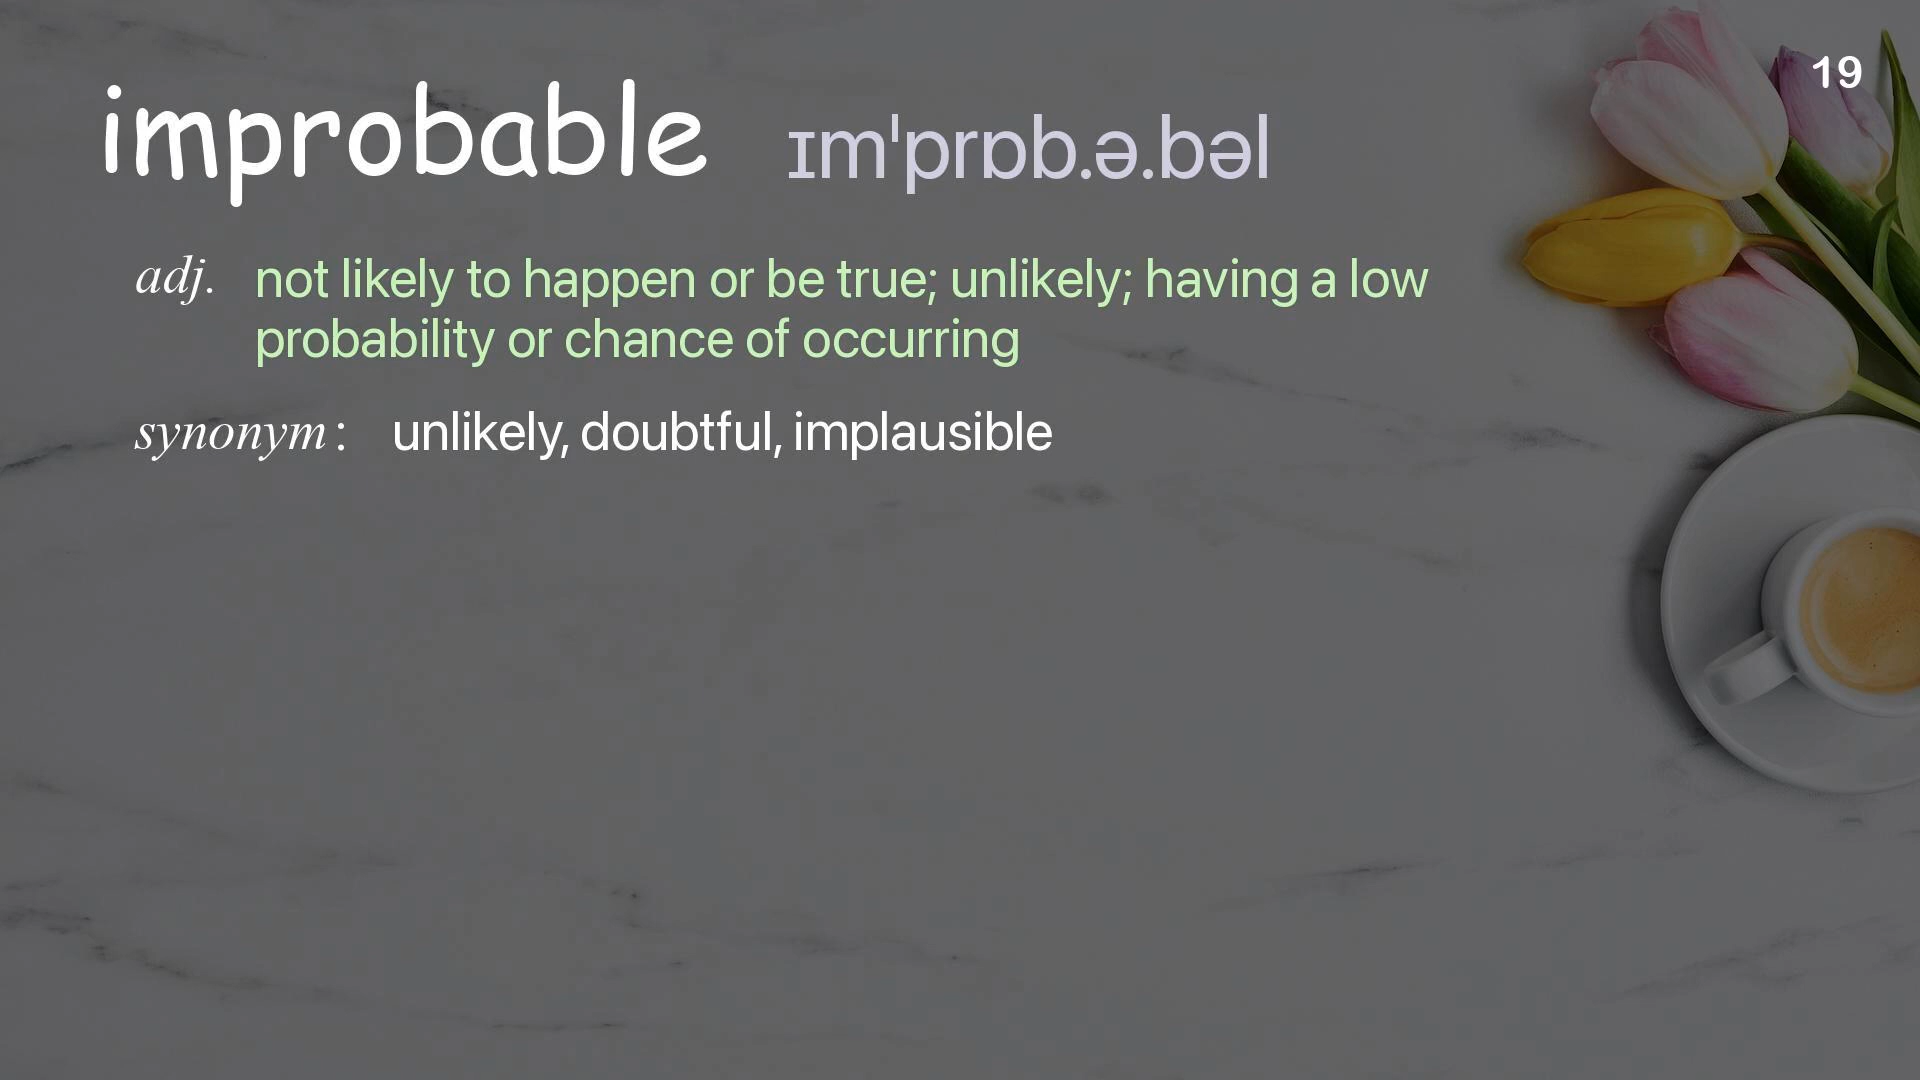 19
improbable ɪmˈprɒb.ə.bəl
adj. not likely to happen or be true; unlikely; having a low
probability or chance of occurring
synonym : unlikely, doubtful, implausible